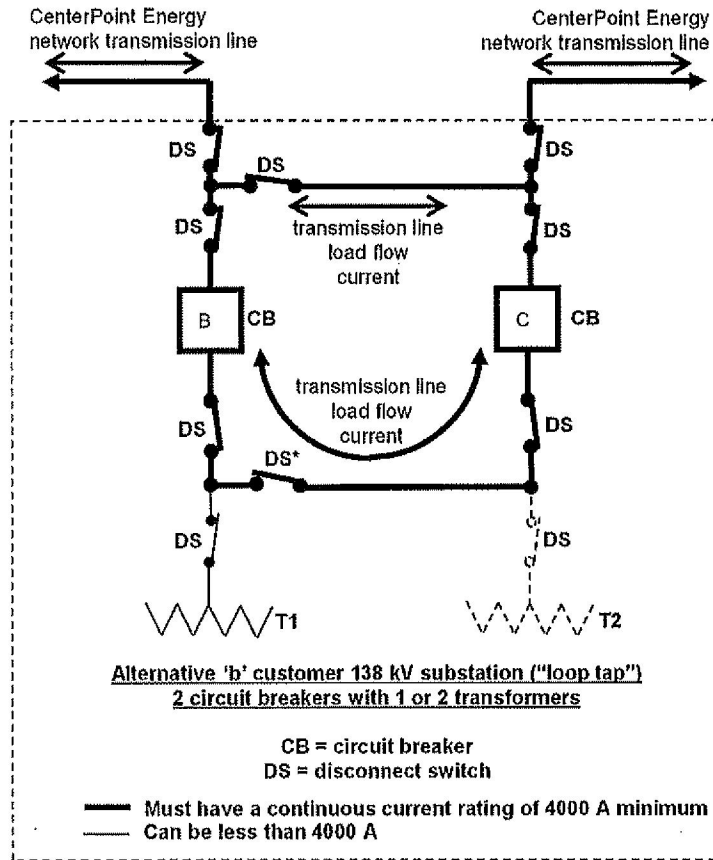 CenterPoint Energy
network transmission line
CenterPoint Energy
network transmission line
DS
DS
DS
DS
DS
transmission line
load flow
current
B
CB
C
CB
transmission line
load flow
current
DS
DS
DS*
DS
DS
T1
T2
Alternative 'b' customer 138 kV substation ("loop tap")
2 circuit breakers with 1 or 2 transformers
CB = circuit breaker
DS = disconnect switch
Must have a continuous current rating of 4000 A minimum
Can be less than 4000 A